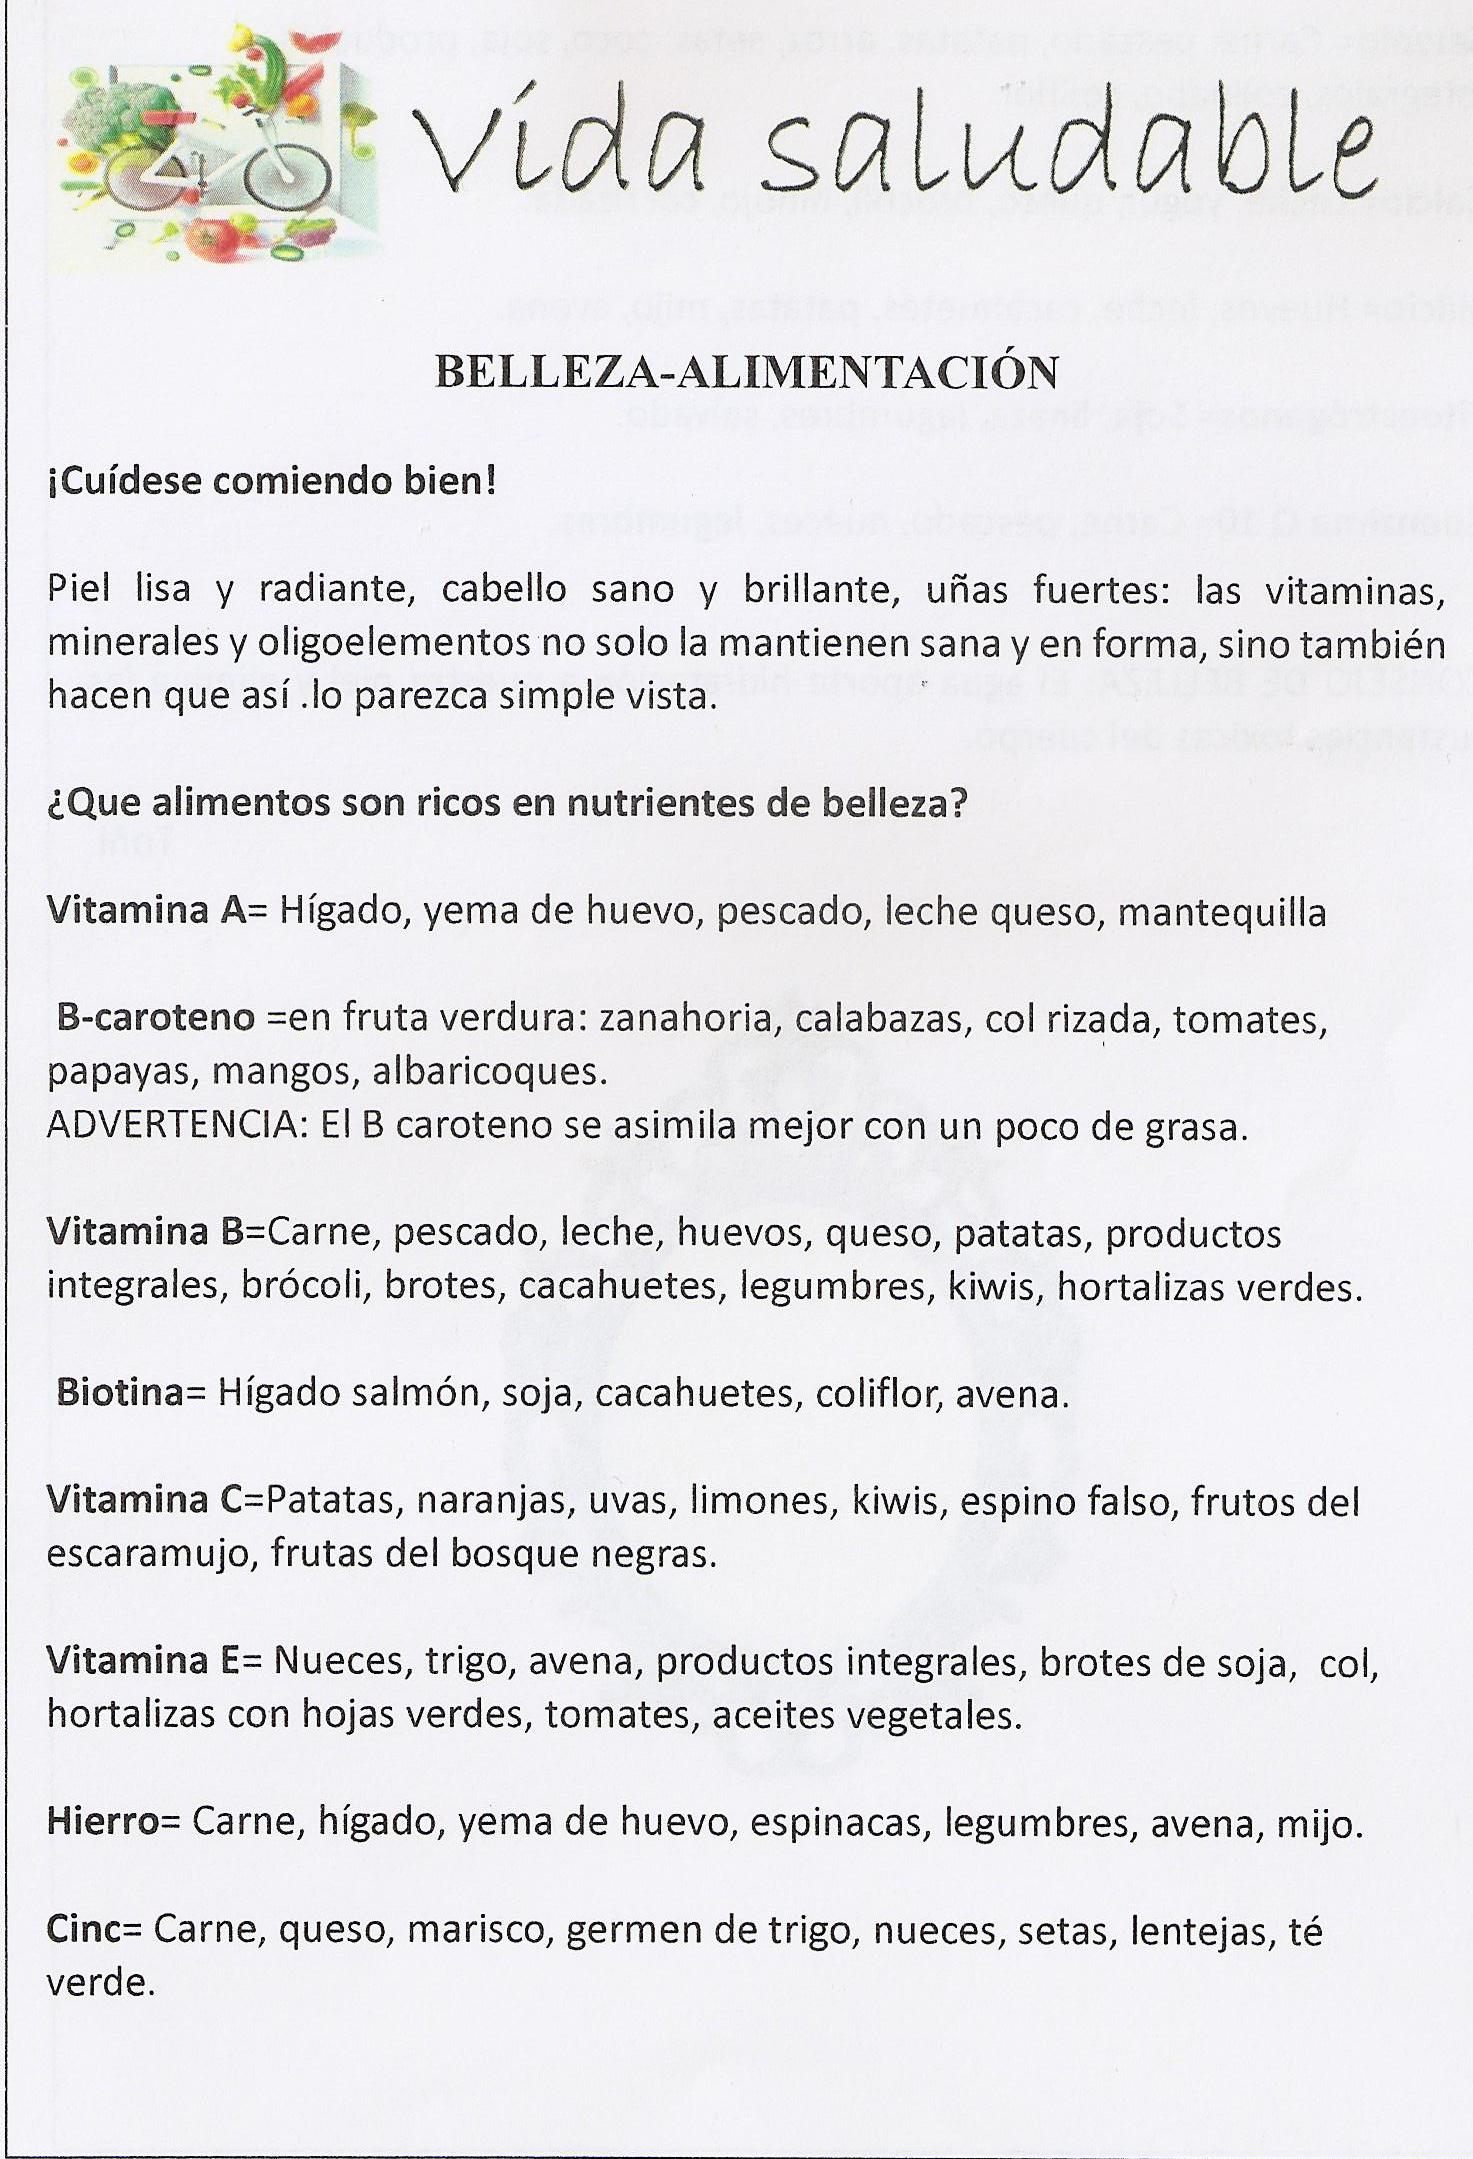 Vida saludable
BELLEZA-ALIMENTACIÓN
¡Cuídese comiendo bien!
Piel lisa y radiante, cabello sano y brillante, uñas fuertes: las vitaminas,
minerales y oligoelementos no solo la mantienen sana y en forma, sino también
hacen que así .lo parezca simple vista.
¿Que alimentos son ricos en nutrientes de belleza?
Vitamina A= Hígado, yema de huevo, pescado, leche queso, mantequilla
B-caroteno =en fruta verdura: zanahoria, calabazas, col rizada, tomates,
papayas, mangos, albaricoques.
ADVERTENCIA: El B caroteno se asimila mejor con un poco de grasa.
Vitamina B=Carne, pescado, leche, huevos, queso, patatas, productos
integrales, brócoli, brotes, cacahuetes, legumbres, kiwis, hortalizas verdes.
Biotina= Hígado salmón, soja, cacahuetes, coliflor, avena.
Vitamina C=Patatas, naranjas, uvas, limones, kiwis, espino falso, frutos del
escaramujo, frutas del bosque negras.
Vitamina E= Nueces, trigo, avena, productos integrales, brotes de soja,  col,
hortalizas con hojas verdes, tomates, aceites vegetales.
Hierro= Carne, hígado, yema de huevo, espinacas, legumbres, avena, mijo.
Cinc= Carne, queso, marisco, germen de trigo, nueces, setas, lentejas, té
verde.